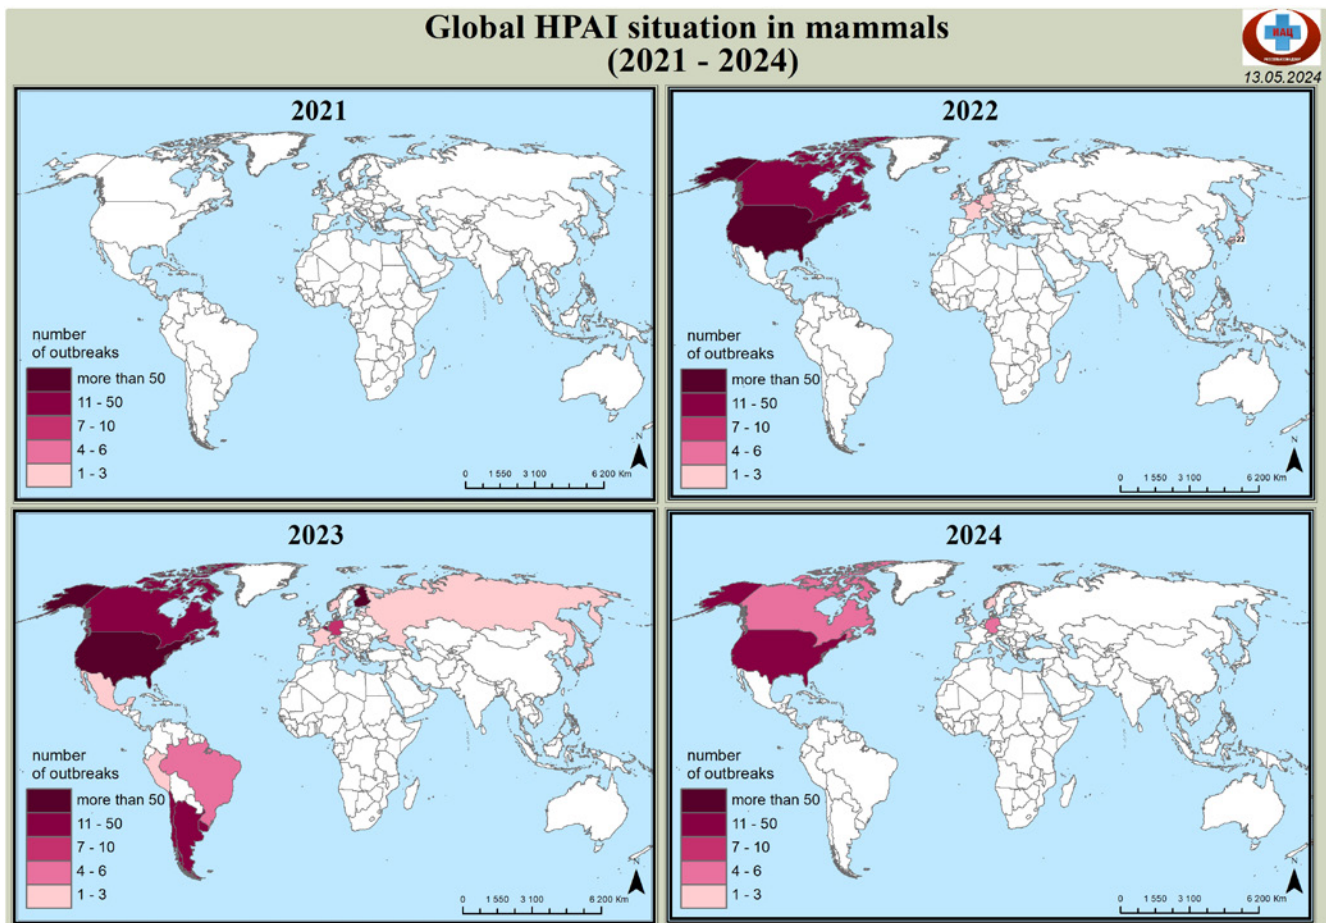 Global HPAI situation in mammals
(2021 - 2024)
ИАЦ
13.05.2024
2021
number
of outbreaks
more than 50
11 - 50
7 - 10
4 - 6
1 - 3
N
0 1 550 3 100 6 200 Km
2022
22
number
of outbreaks
more than 50
11 - 50
7 - 10
4 - 6
1 - 3
N
0 1 550 3 100 6 200 Km
2023
number
of outbreaks
more than 50
11 - 50
7 - 10
4 - 6
1 - 3
N
0 1 550 3 100 6 200 Km
2024
number
of outbreaks
more than 50
11 - 50
7 - 10
4 - 6
1 - 3
N
0 1 550 3 100 6 200 Km